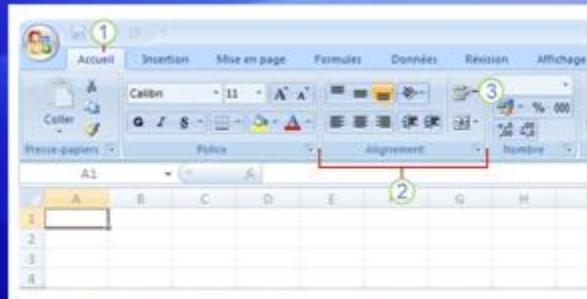 1
Accueil Insertion Mise en page Formules Données Révision Affichage
Calibri 11 A A 3
Coller G I S A % 000
Presse-papiers Police Alignement Nombre
A1 fx 2
A B C D E G H
1
2
3
4